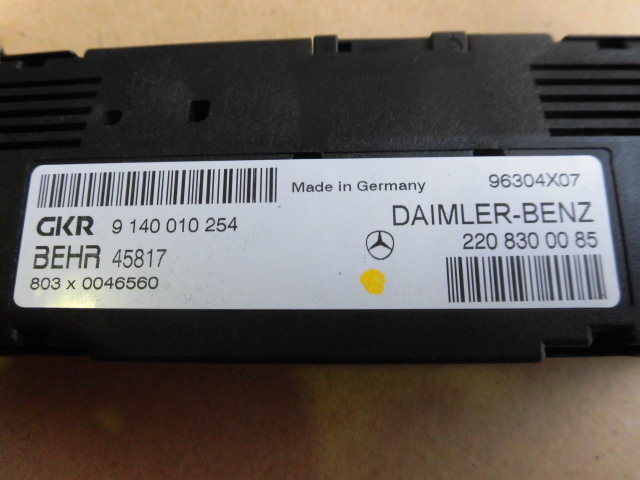 Made in Germany 96304X07
GKR 9 140 010 254
DAIMLER-BENZ
BEHR 45817
220 830 00 85
803 x 0046560